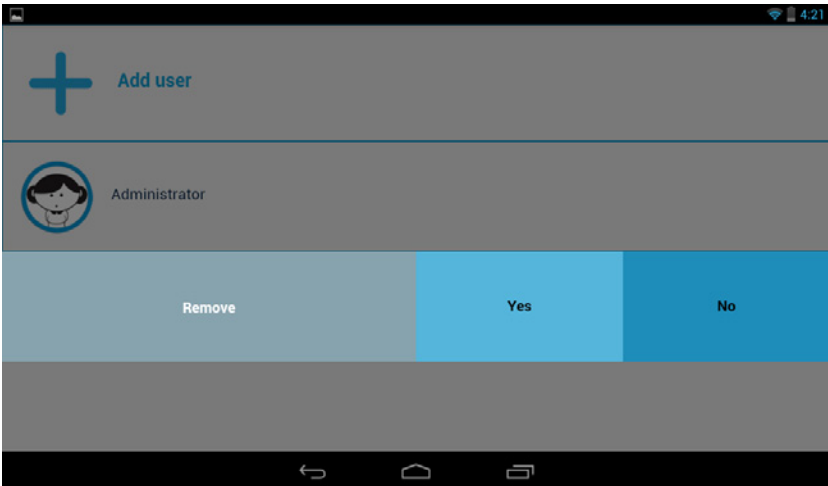 4:21
Add user
Administrator
Remove Yes No